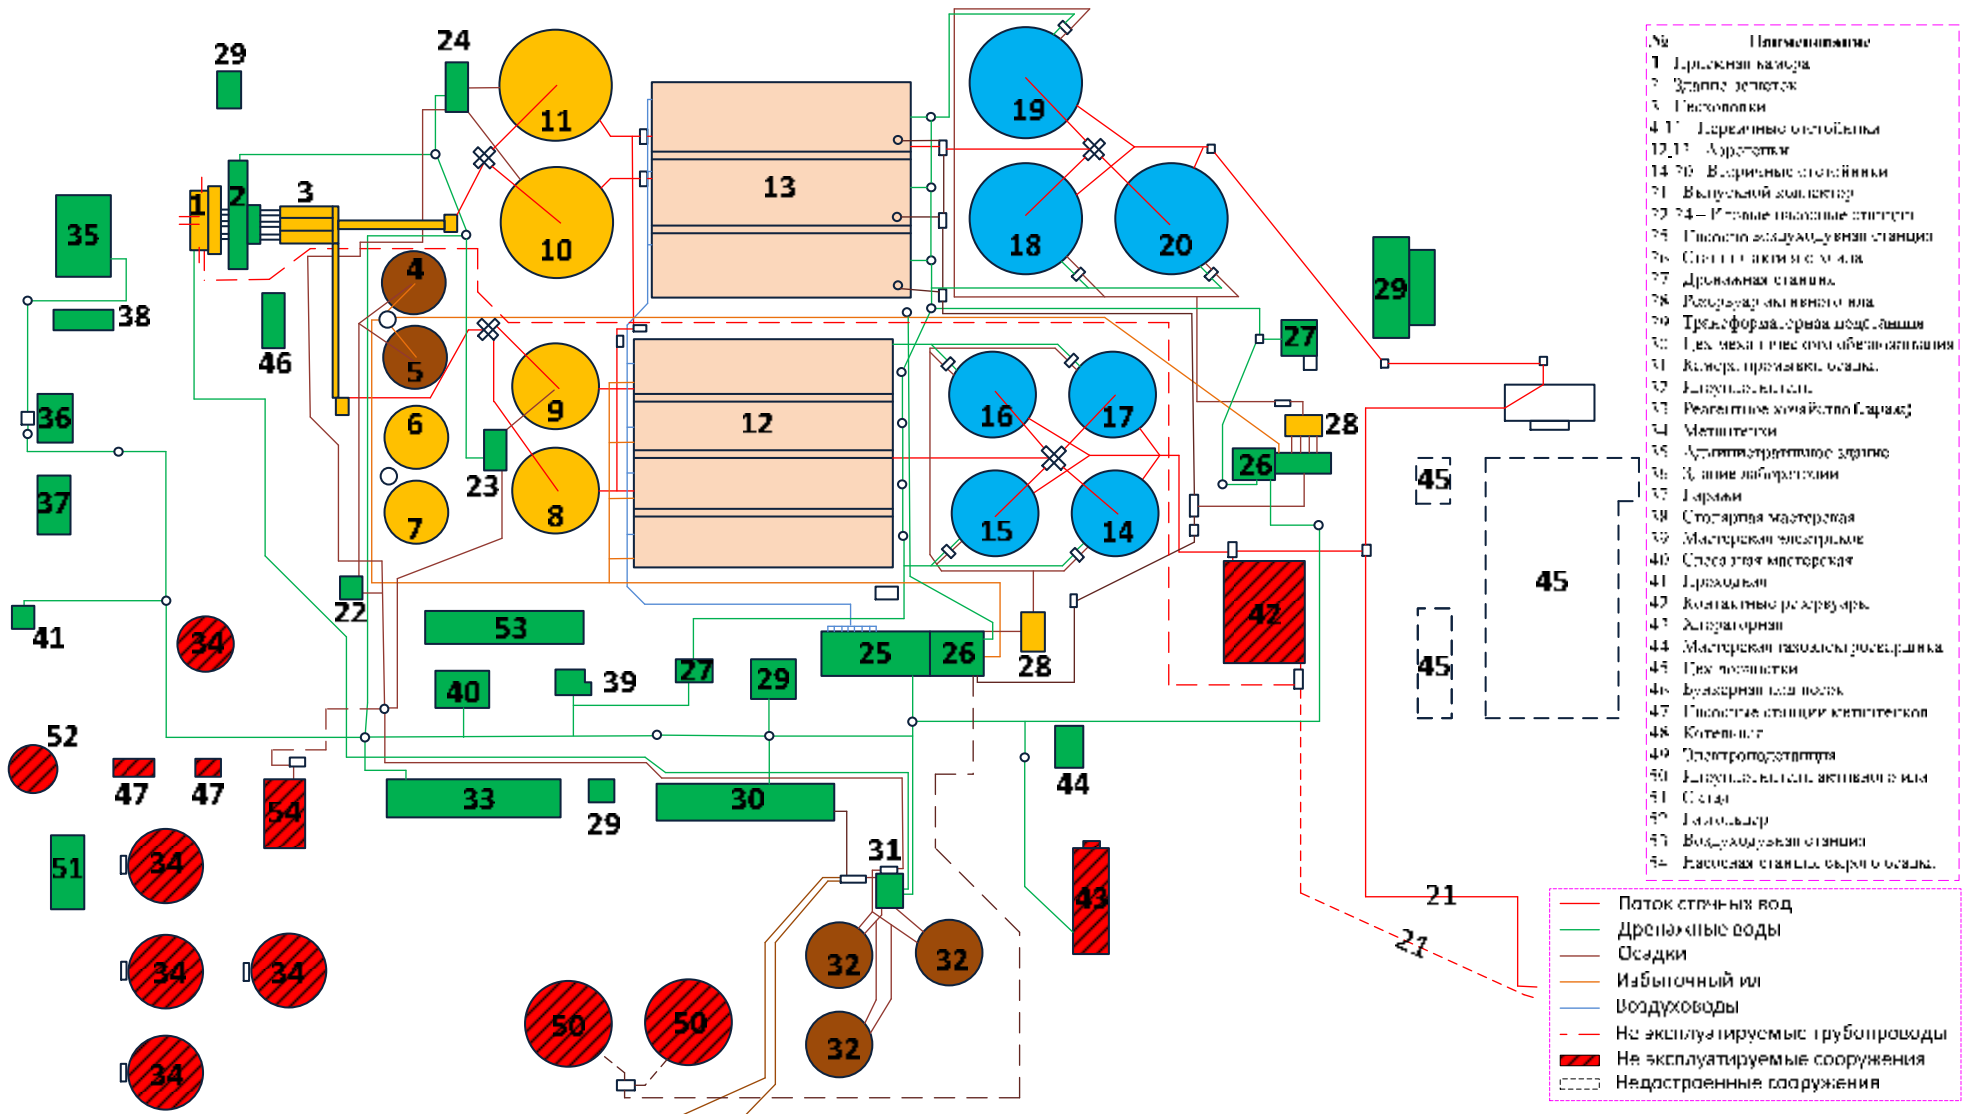 29
24
11
13
19
1
2
3
10
18
20
35
38
4
46
5
29
27
6
9
12
16
17
28
36
26
23
45
37
7
8
15
14
45
22
41
34
53
42
25
26
28
27
29
40
39
45
52
47
47
54
33
29
30
44
51
34
31
43
21
34
34
32
32
21
50
50
32
34
№ Наименование
1 Приемная камера
2 Здание решеток
3 Песколовки
4-11 – Первичные отстойники
12,13 – Аэротенки
14-20 – Вторичные отстойники
21 Выпускной коллектор
22-24 – Иловые насосные станции
25 Насосно-воздуходувная станция
26
27 Дренажная станция
28 Резервуар активного ила
29 Трансформаторная подстанция
30 Цех механического обезвоживания
31 Камера промывки осадка
32 Илоуплотнитель
33 Реагентное хозяйство
34 Метантенки
35 Административное здание
36 Здание лаборатории
37 Гаражи
38 Столярная мастерская
39 Мастерская электриков
40 Слесарная мастерская
41 Проходная
42 Контактные резервуары
43 Хлораторная
44 Мастерская газоэлектросварщика
45 Цех доочистки
46 Бункерная под песок
47 Насосные станции метантенков
48 Котельная
49 Электроподстанция
50 Илоуплотнитель активного ила
51 Склад
52 Газгольдер
53 Воздуходувная станция
54 Насосная станция сырого осадка
Поток сточных вод
Дренажные воды
Осадки
Избыточный ил
Воздуховоды
Не эксплуатируемые трубопроводы
Не эксплуатируемые сооружения
Недостроенные сооружения